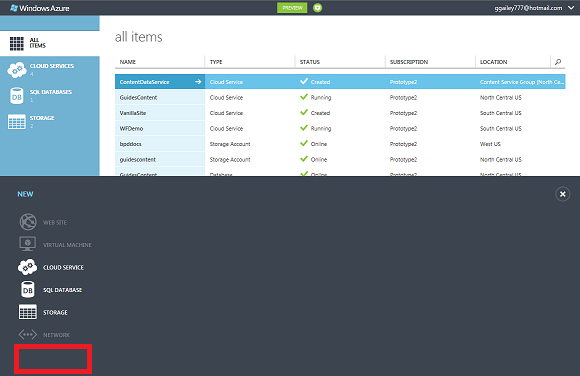 Windows Azure PREVIEW ggailey777@hotmail.com
ALL ITEMS
CLOUD SERVICES
4
SQL DATABASES
1
STORAGE
2
all items
NAME TYPE STATUS SUBSCRIPTION LOCATION
ContentDataService Cloud Service Created Prototype2 Content Service Group (North Ce...
GuidesContent Cloud Service Running Prototype2 North Central US
VanillaSite Cloud Service Created Prototype2 South Central US
WFDemo Cloud Service Running Prototype2 South Central US
bpddocs Storage Account Online Prototype2 West US
guidescontent Storage Account Online Prototype2 North Central US
GuidesContent Database Online Prototype2 North Central US
NEW
WEB SITE
VIRTUAL MACHINE
CLOUD SERVICE
SQL DATABASE
STORAGE
NETWORK